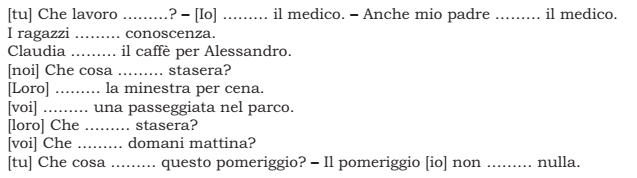 [tu] Che lavoro ………? – [Io] ……… il medico. – Anche mio padre ……… il medico.
I ragazzi ……… conoscenza.
Claudia ……… il caffè per Alessandro.
[noi] Che cosa ……… stasera?
[Loro] ……… la minestra per cena.
[voi] ……… una passeggiata nel parco.
[loro] Che ……… stasera?
[voi] Che ……… domani mattina?
[tu] Che cosa ……… questo pomeriggio? – Il pomeriggio [io] non ……… nulla.